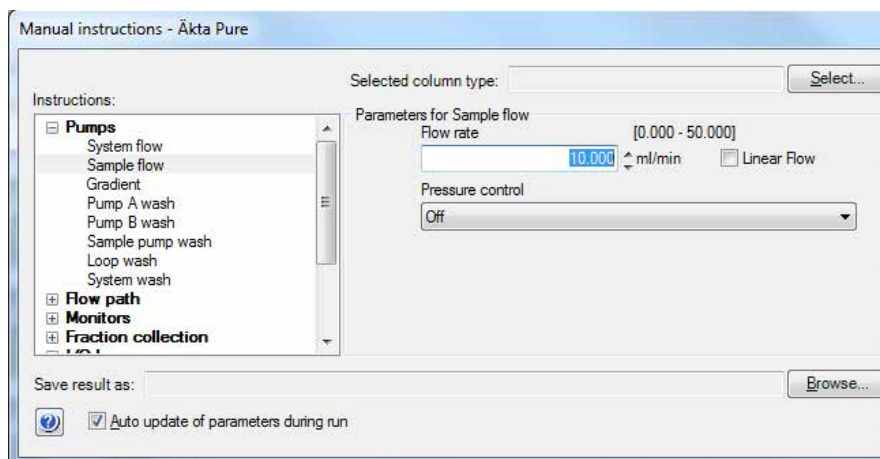 Manual instructions - Äkta Pure
Selected column type:
Select...
Instructions:
Pumps
System flow
Sample flow
Gradient
Pump A wash
Pump B wash
Sample pump wash
Loop wash
System wash
Flow path
Monitors
Fraction collection
Parameters for Sample flow
Flow rate [0.000 - 50.000]
10.000 ml/min Linear Flow
Pressure control
Off
Save result as:
Browse...
Auto update of parameters during run